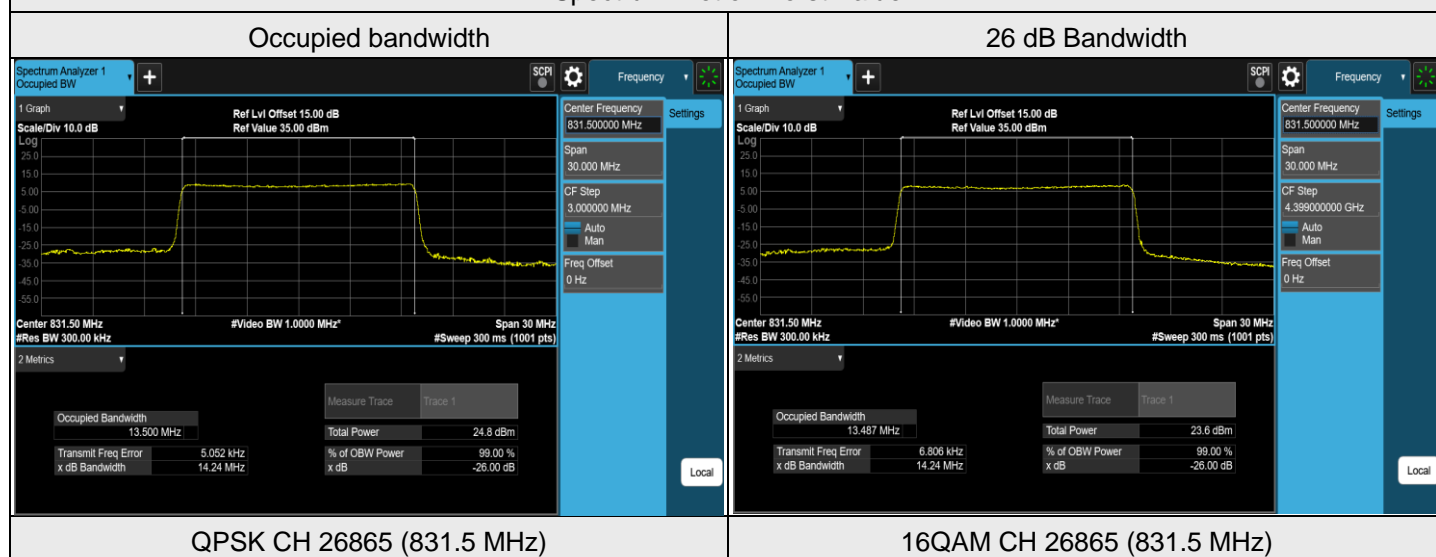 Occupied bandwidth
26 dB Bandwidth
Spectrum Analyzer 1
Occupied BW
+
SCPI
Frequency
1 Graph
Scale/Div 10.0 dB
Ref Lvl Offset 15.00 dB
Ref Value 35.00 dBm
Log
25.0
15.0
5.00
-5.00
-15.0
-25.0
-35.0
-45.0
-55.0
Center 831.50 MHz
#Video BW 1.0000 MHz*
Span 30 MHz
#Res BW 300.00 kHz
#Sweep 300 ms (1001 pts)
Center Frequency
831.500000 MHz
Settings
Span
30.000 MHz
CF Step
3.000000 MHz
Auto
Man
Freq Offset
0 Hz
2 Metrics
Measure Trace Trace 1
Occupied Bandwidth
13.500 MHz
Total Power 24.8 dBm
Transmit Freq Error 5.052 kHz
% of OBW Power 99.00 %
x dB Bandwidth 14.24 MHz
x dB -26.00 dB
Local
Spectrum Analyzer 1
Occupied BW
+
SCPI
Frequency
1 Graph
Scale/Div 10.0 dB
Ref Lvl Offset 15.00 dB
Ref Value 35.00 dBm
Log
25.0
15.0
5.00
-5.00
-15.0
-25.0
-35.0
-45.0
-55.0
Center 831.50 MHz
#Video BW 1.0000 MHz*
Span 30 MHz
#Res BW 300.00 kHz
#Sweep 300 ms (1001 pts)
Center Frequency
831.500000 MHz
Settings
Span
30.000 MHz
CF Step
4.399000000 GHz
Auto
Man
Freq Offset
0 Hz
2 Metrics
Measure Trace Trace 1
Occupied Bandwidth
13.487 MHz
Total Power 23.6 dBm
Transmit Freq Error 6.806 kHz
% of OBW Power 99.00 %
x dB Bandwidth 14.24 MHz
x dB -26.00 dB
Local
QPSK CH 26865 (831.5 MHz)
16QAM CH 26865 (831.5 MHz)